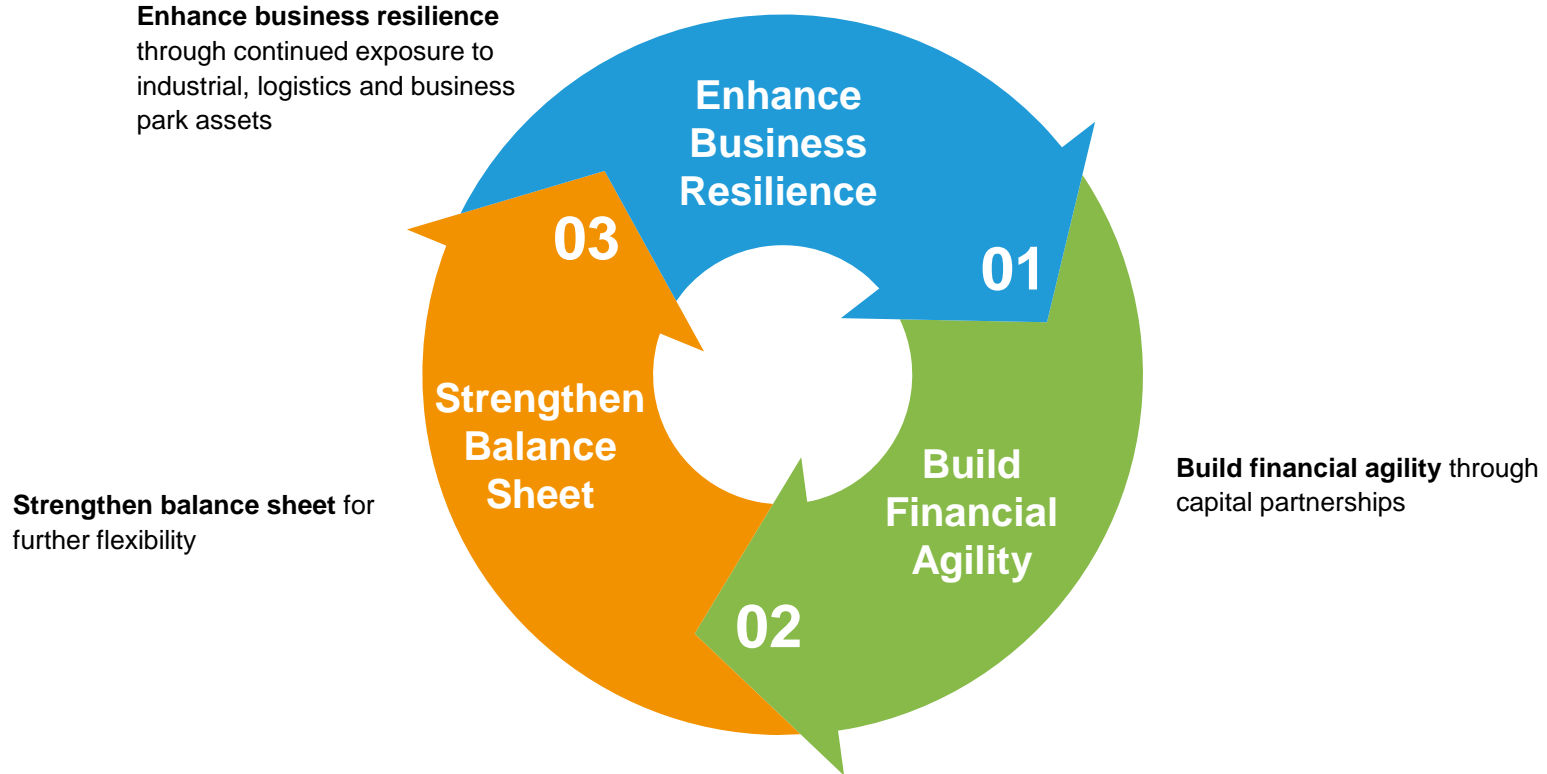 Enhance business resilience
through continued exposure to
industrial, logistics and business
park assets
Enhance
Business
Resilience
01
03
Strengthen
Balance
Sheet
Build
Financial
Agility
02
Build financial agility through
capital partnerships
Strengthen balance sheet for
further flexibility